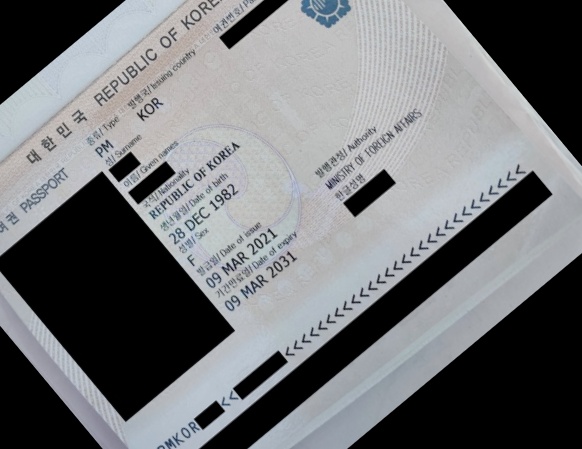 대한민국 REPUBLIC OF KOREA
여권 PASSPORT
종류/Type 발행국/Issuing country 여권번호/
PM KOR
성/Surname
이름/Given names
국적/Nationality
REPUBLIC OF KOREA
생년월일/Date of birth
28 DEC 1982
성별/Sex 발행관청/Authority
F MINISTRY OF FOREIGN AFFAIRS
발급일/Date of issue 한글성명
09 MAR 2021
기간만료일/Date of expiry
09 MAR 2031